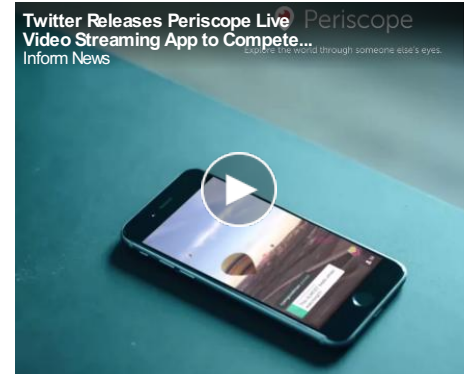 Twitter Releases Periscope Live
Video Streaming App to Compete...
Inform News
Periscope
Explore the world through someone else's eyes.